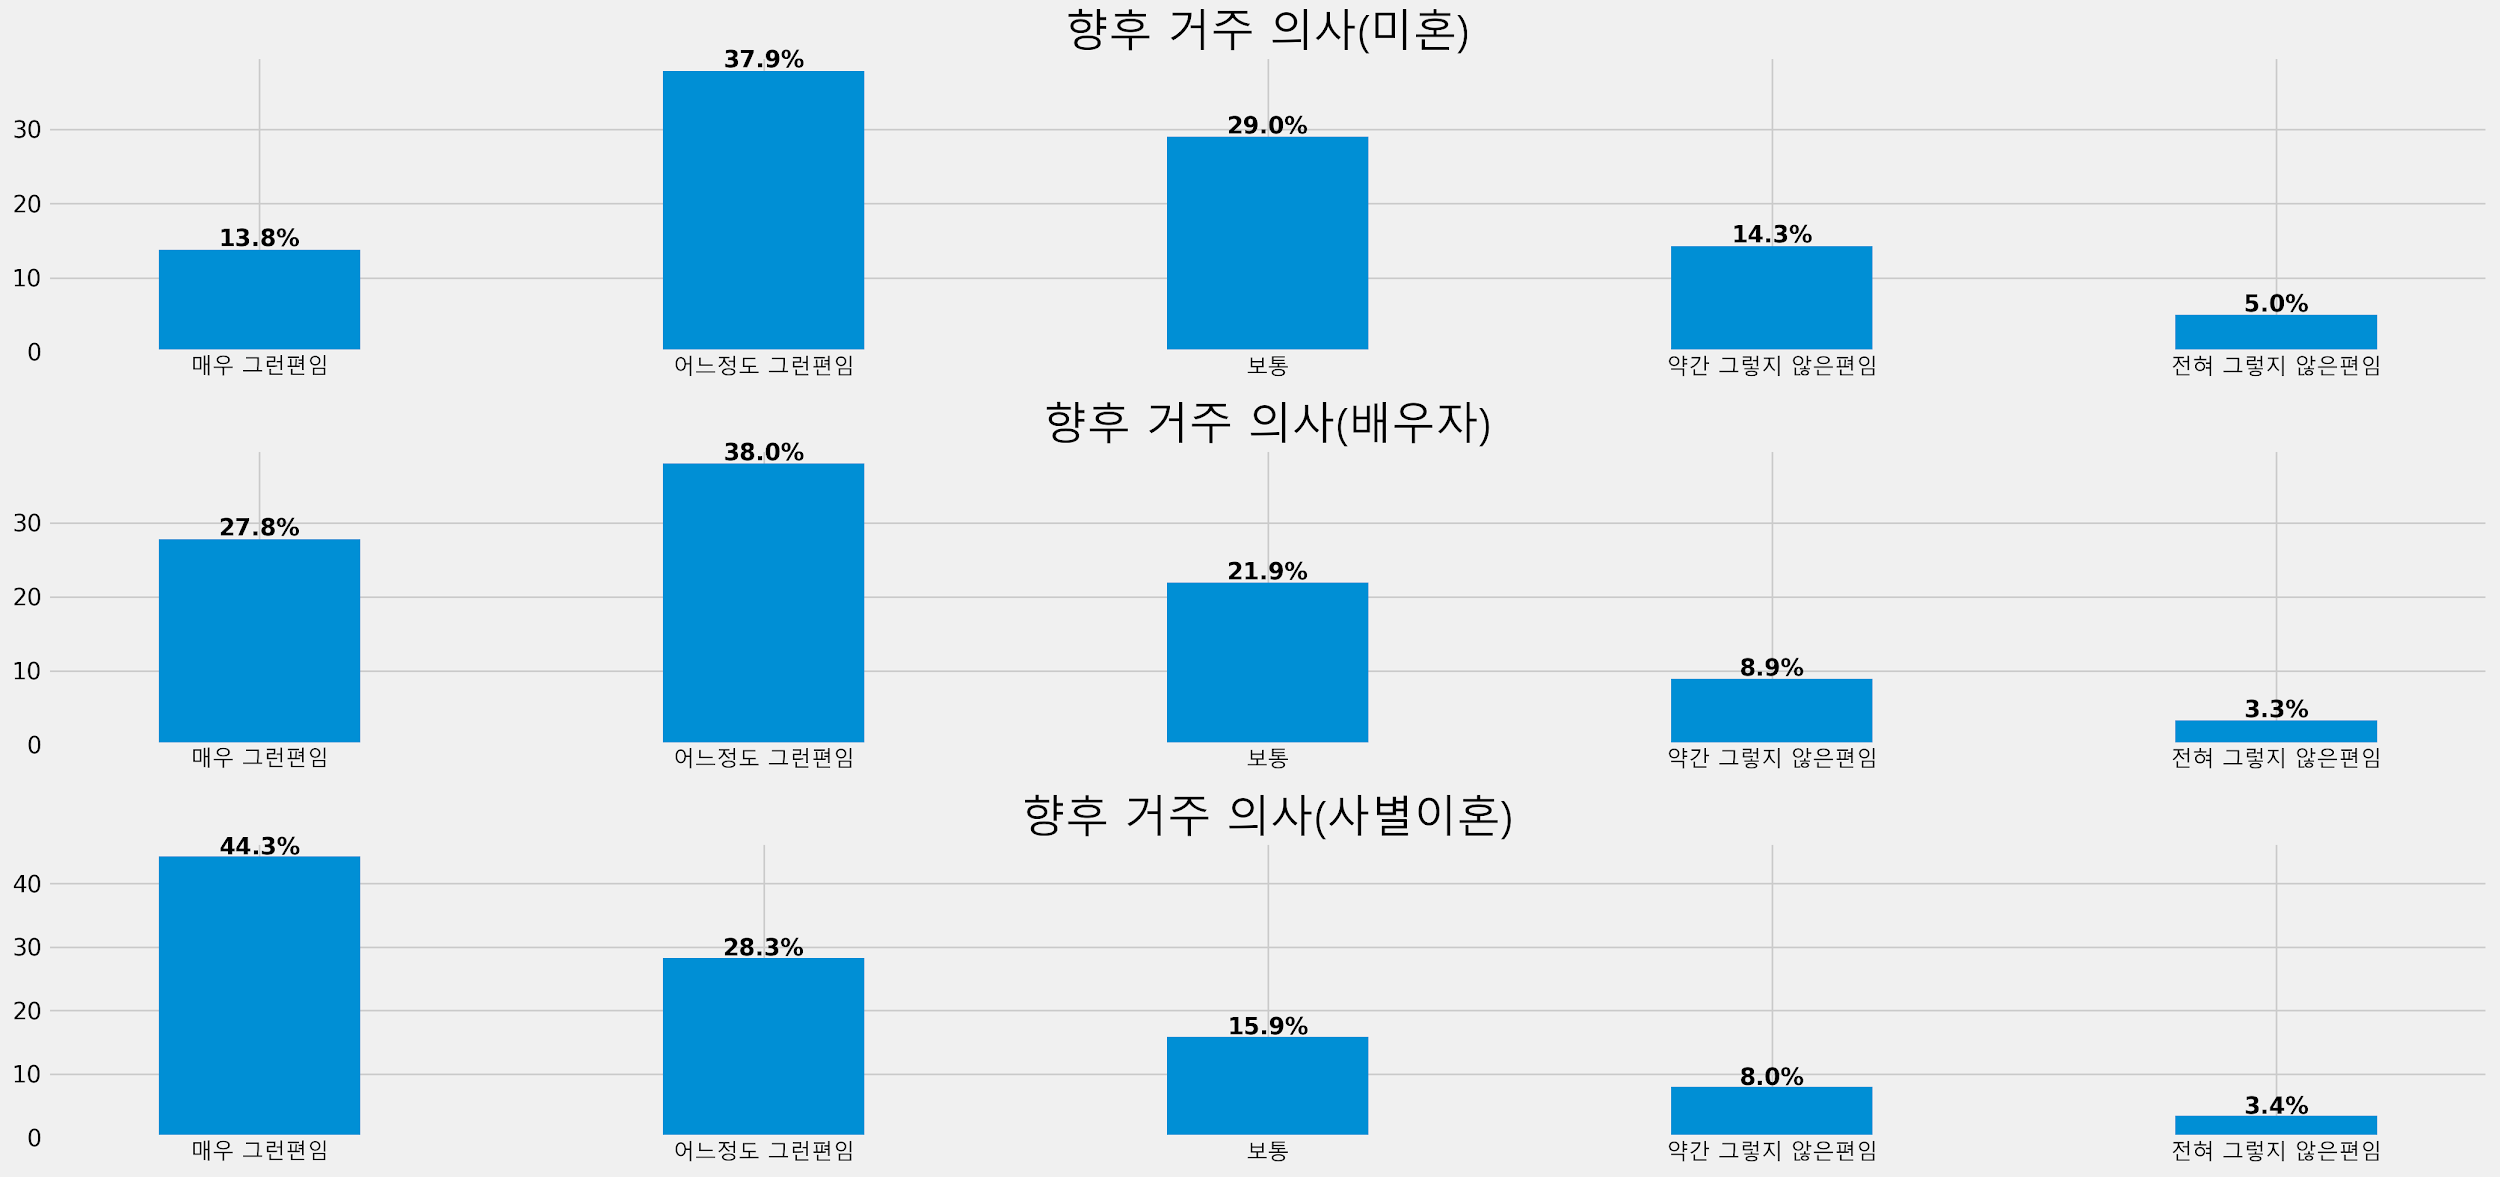 향후 거주 의사(미혼)
37.9%
30
29.0%
20
13.8%
14.3%
10
5.0%
0
매우 그런편임
어느정도 그런편임
보통
약간 그렇지 않은편임
전혀 그렇지 않은편임
향후 거주 의사(배우자)
38.0%
30
27.8%
21.9%
20
10
8.9%
3.3%
0
매우 그런편임
어느정도 그런편임
보통
약간 그렇지 않은편임
전혀 그렇지 않은편임
향후 거주 의사(사별이혼)
44.3%
40
30
28.3%
20
15.9%
10
8.0%
3.4%
0
매우 그런편임
어느정도 그런편임
보통
약간 그렇지 않은편임
전혀 그렇지 않은편임